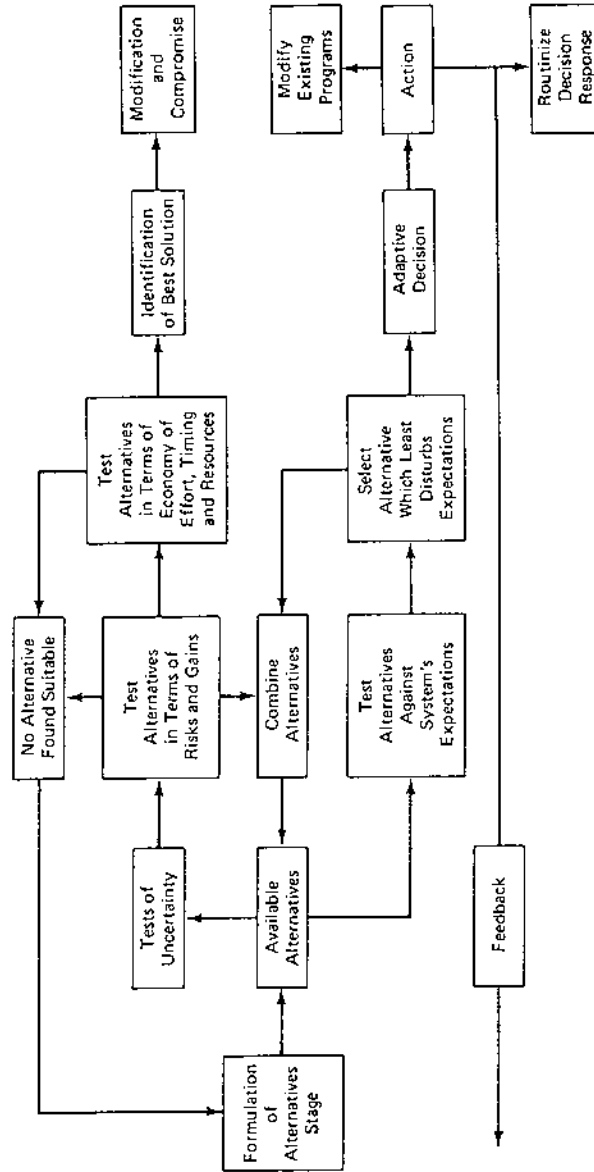 No Alternative
Found Suitable
Test
Alternatives
in Terms of
Economy of
Effort, Timing
and Resources
Identification
of Best Solution
Modification
and
Compromise
Tests of
Uncertainty
Test
Alternatives
in Terms of
Risks and Gains
Formulation
of
Alternatives
Stage
Available
Alternatives
Combine
Alternatives
Test
Alternatives
Against
System's
Expectations
Select
Alternative
Which Least
Disturbs
Expectations
Adaptive
Decision
Modify
Existing
Programs
Action
Feedback
Routinize
Decision
Response